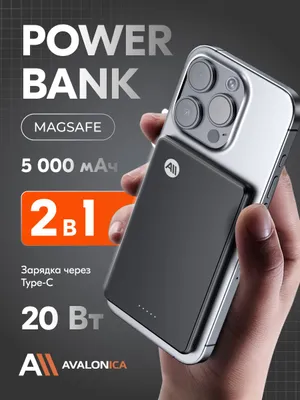 POWER
BANK
MAGSAFE
5 000 мАч
2 в 1
Зарядка через
Type-C
20 Вт
AVALONICA